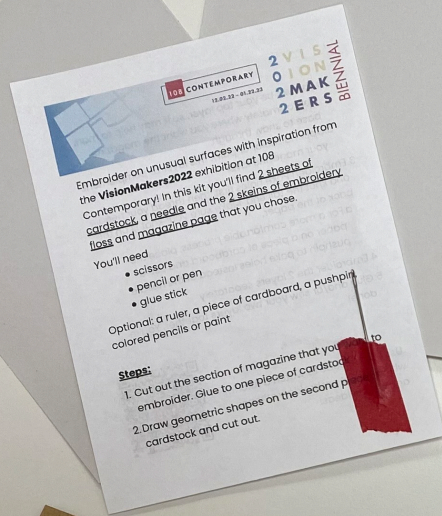 108 CONTEMPORARY
12.02.22 - 01.22.23
2 VIS
0 ION
2 MAK
2 ERS
BIENNIAL
Embroider on unusual surfaces with inspiration from
the VisionMakers2022 exhibition at 108
Contemporary! In this kit you'll find 2 sheets of
cardstock, a needle and the 2 skeins of embroidery
floss and magazine page that you chose.
You'll need
• scissors
• pencil or pen
• glue stick
Optional: a ruler, a piece of cardboard, a pushpin,
colored pencils or paint
Steps:
1. Cut out the section of magazine that you to
embroider. Glue to one piece of cardstock
2. Draw geometric shapes on the second
cardstock and cut out.